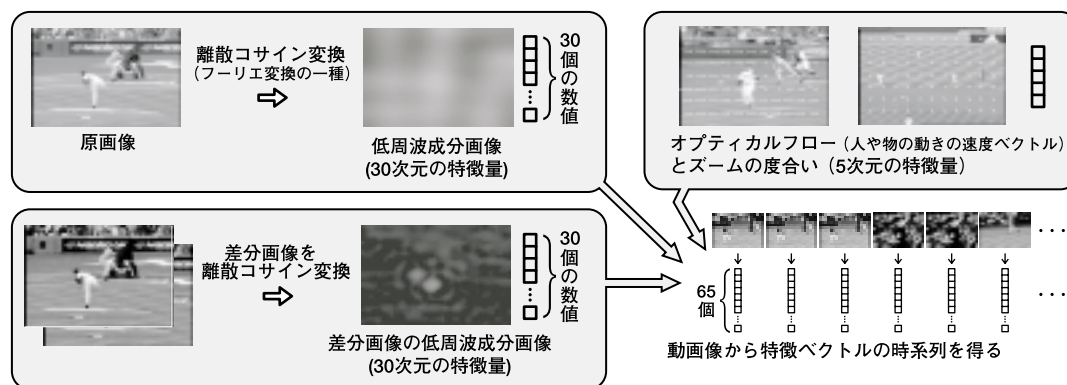 離散コサイン変換
（フーリエ変換の一種）
原画像
30
個
の
数
値
低周波成分画像
(30次元の特徴量)
オプティカルフロー（人や物の動きの速度ベクトル）
とズームの度合い（5次元の特徴量）
差分画像を
離散コサイン変換
30
個
の
数
値
差分画像の低周波成分画像
(30次元の特徴量)
・・・
65
個
・・・
動画像から特徴ベクトルの時系列を得る